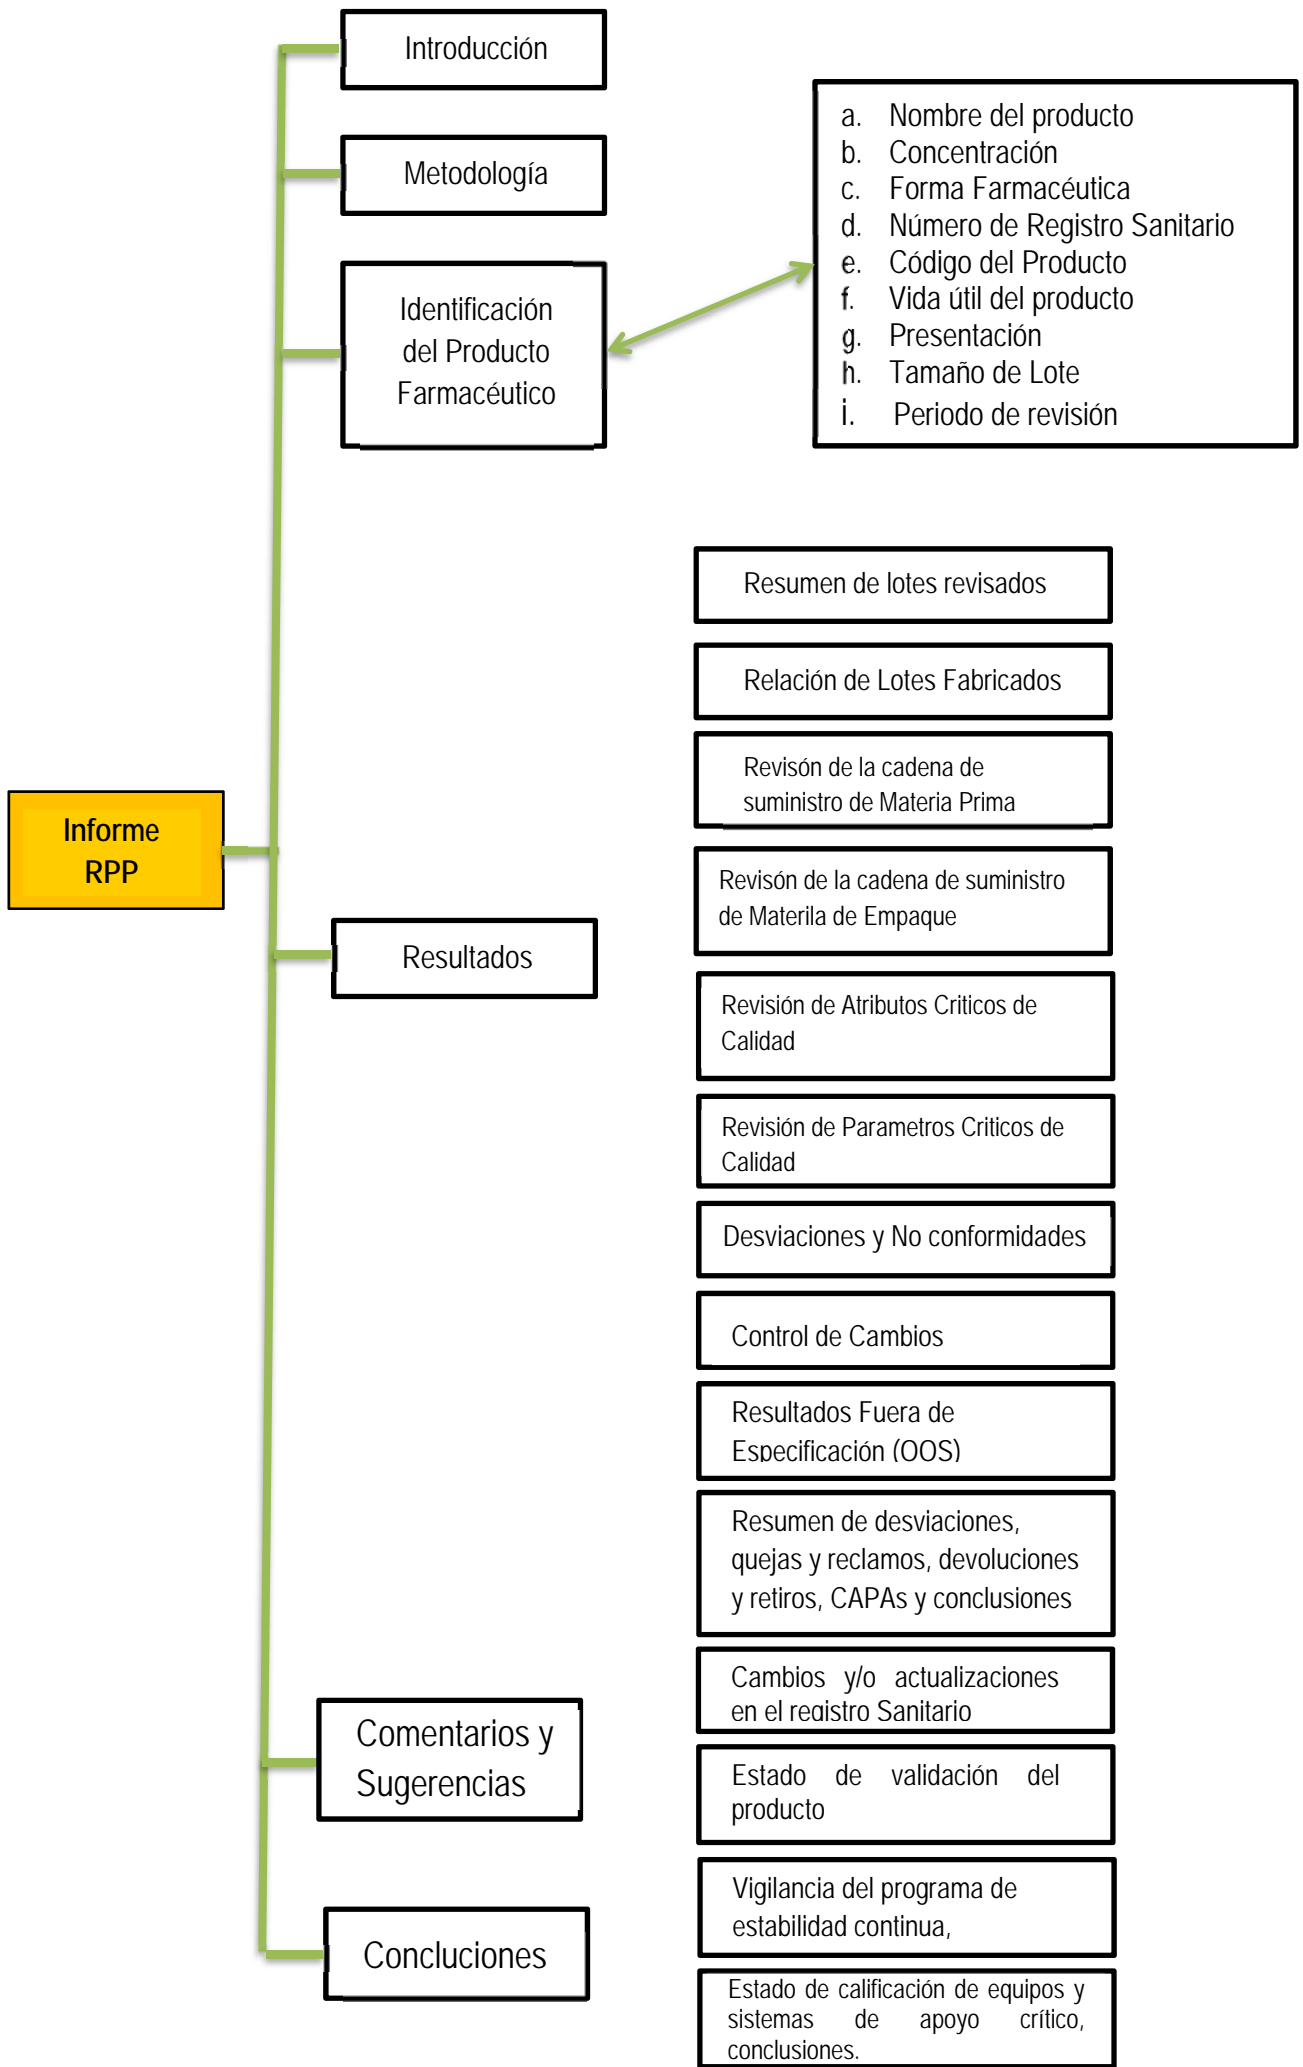 Introducción
Metodología
Identificación
del Producto
Farmacéutico
a. Nombre del producto
b. Concentración
c. Forma Farmacéutica
d. Número de Registro Sanitario
e. Código del Producto
f. Vida útil del producto
g. Presentación
h. Tamaño de Lote
i. Periodo de revisión
Informe
RPP
Resultados
Resumen de lotes revisados
Relación de Lotes Fabricados
Revisón de la cadena de
suministro de Materia Prima
Revisón de la cadena de suministro
de Materila de Empaque
Revisión de Atributos Criticos de
Calidad
Revisión de Parametros Criticos de
Calidad
Desviaciones y No conformidades
Control de Cambios
Resultados Fuera de
Especificación (OOS)
Resumen de desviaciones,
quejas y reclamos, devoluciones
y retiros, CAPAs y conclusiones
Cambios y/o actualizaciones
en el registro Sanitario
Estado de validación del
producto
Vigilancia del programa de
estabilidad continua,
Estado de calificación de equipos y
sistemas de apoyo crítico,
conclusiones.
Comentarios y
Sugerencias
Concluciones